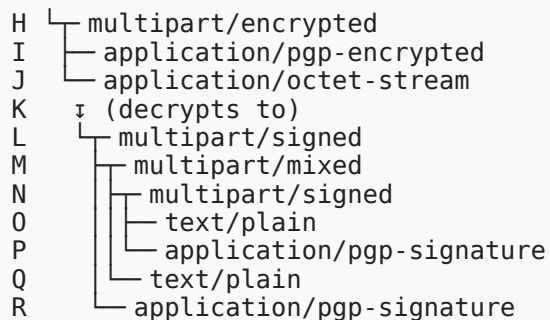 H └┬╴multipart/encrypted
I  ├─╴application/pgp-encrypted
J  └─╴application/octet-stream
K   ↧ (decrypts to)
L   └┬╴multipart/signed
M    ├┬╴multipart/mixed
N    │├┬╴multipart/signed
O    ││├─╴text/plain
P    ││└─╴application/pgp-signature
Q    │└─╴text/plain
R    └─╴application/pgp-signature